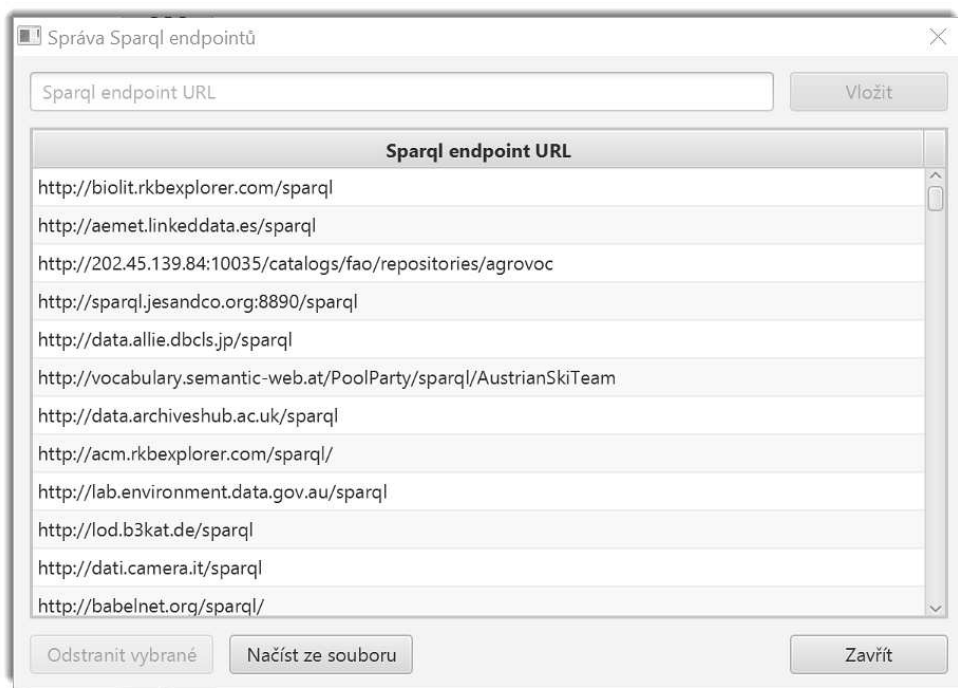 Správa Sparql endpointů
Sparql endpoint URL
Vložit
Sparql endpoint URL
http://biolit.rkbexplorer.com/sparql
http://aemet.linkeddata.es/sparql
http://202.45.139.84:10035/catalogs/fao/repositories/agrovoc
http://sparql.jesandco.org:8890/sparql
http://data.allie.dbcls.jp/sparql
http://vocabulary.semantic-web.at/PoolParty/sparql/AustrianSkiTeam
http://data.archiveshub.ac.uk/sparql
http://acm.rkbexplorer.com/sparql/
http://lab.environment.data.gov.au/sparql
http://lod.b3kat.de/sparql
http://dati.camera.it/sparql
http://babelnet.org/sparql/
Odstranit vybrané
Načíst ze souboru
Zavřít